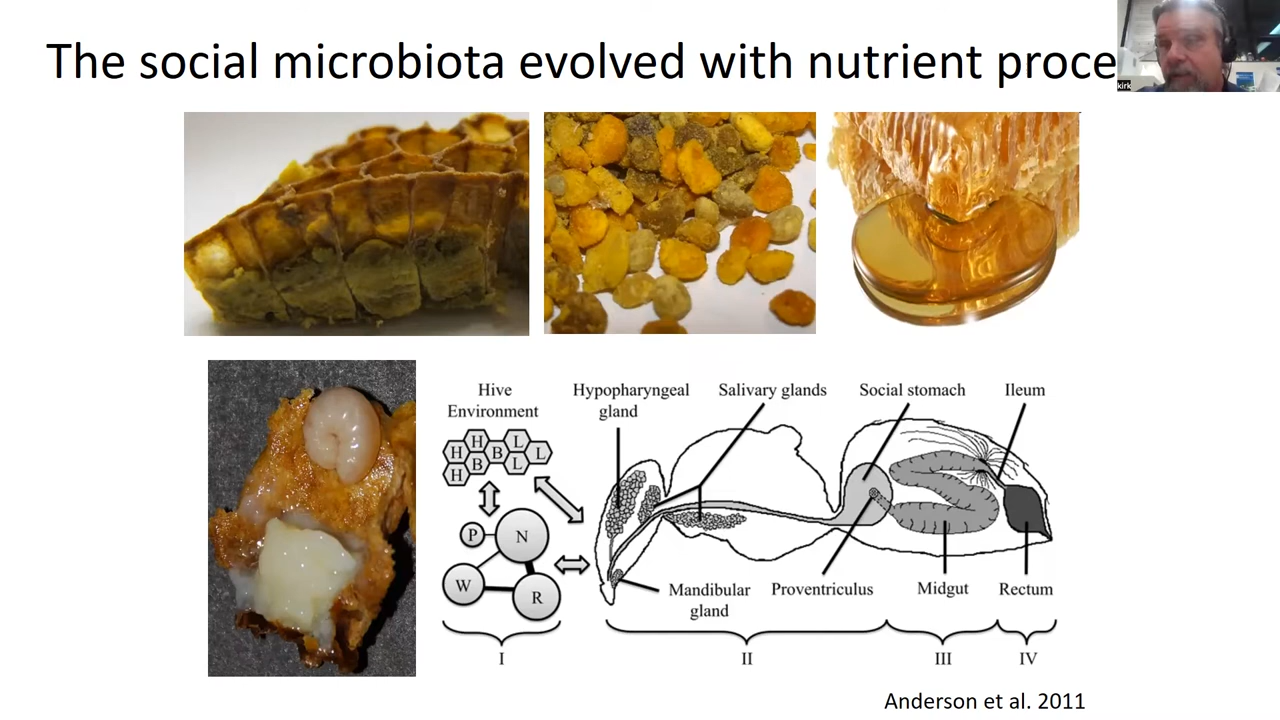 The social microbiota evolved with nutrient proce
kirk
Hive
Environment
Hypopharyngeal
gland
Salivary glands
Social stomach
Ileum
H
L
H
B
L
H
B
L
P
N
W
R
Mandibular
gland
Proventriculus
Midgut
Rectum
I
II
III
IV
Anderson et al. 2011